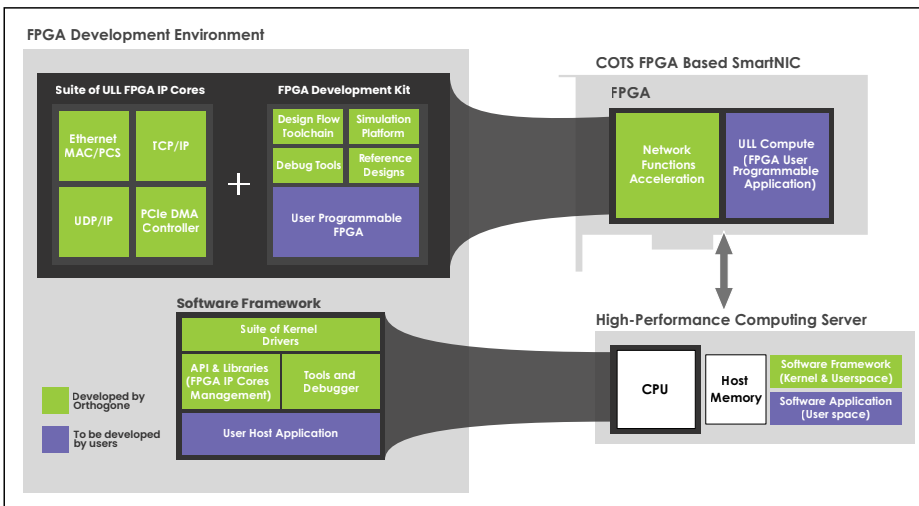 FPGA Development Environment
Suite of ULL FPGA IP Cores
Ethernet
MAC/PCS
TCP/IP
UDP/IP
PCIe DMA
Controller
+
FPGA Development Kit
Design Flow
Toolchain
Simulation
Platform
Debug Tools
Reference
Designs
User Programmable
FPGA
COTS FPGA Based SmartNIC
FPGA
Network
Functions
Acceleration
ULL Compute
(FPGA User
Programmable
Application)
Software Framework
Suite of Kernel
Drivers
API & Libraries
(FPGA IP Cores
Management)
Tools and
Debugger
User Host Application
Developed by
Orthogone
To be developed
by users
High-Performance Computing Server
CPU
Host
Memory
Software Framework
(Kernel & Userspace)
Software Application
(User space)